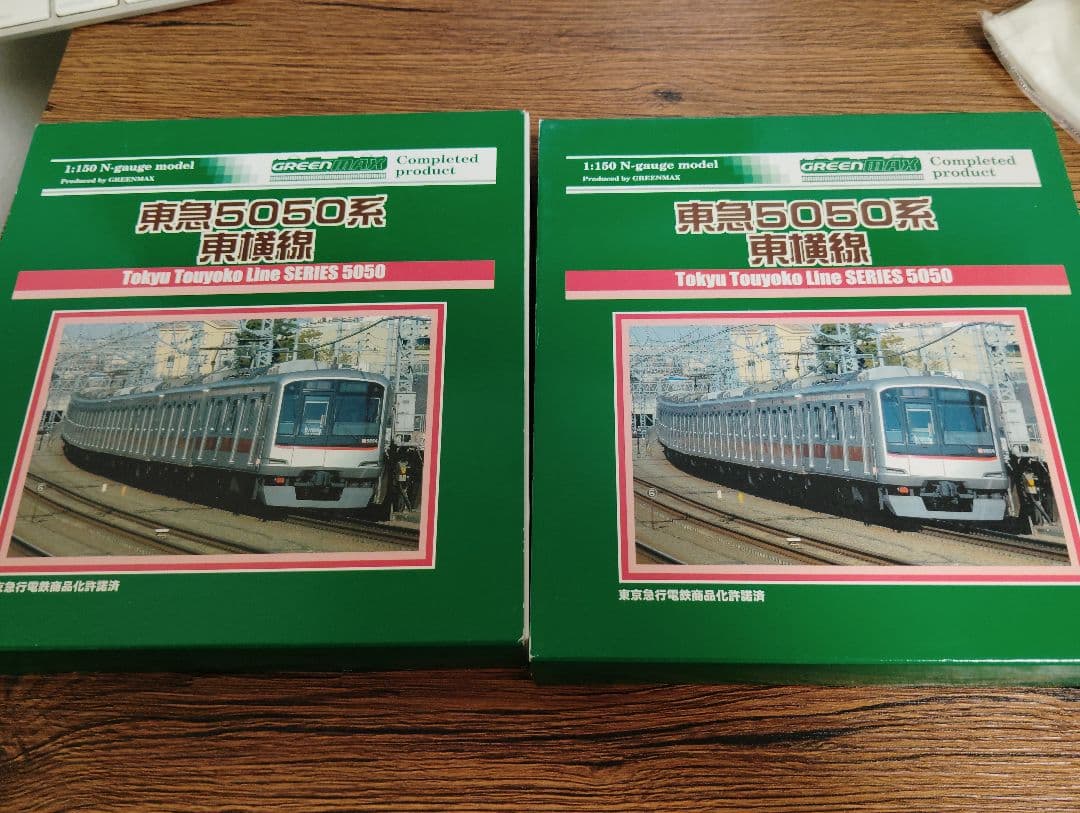 1:150 N-gauge model
Produced by GREENMAX
GREENMAX
Completed
product
東急5050系
東横線
Tokyu Touyoko Line SERIES 5050
京急行電鉄商品化許諾済
1:150 N-gauge model
Produced by GREENMAX
GREENMAX
Completed
product
東急5050系
東横線
Tokyu Touyoko Line SERIES 5050
東京急行電鉄商品化許諾済